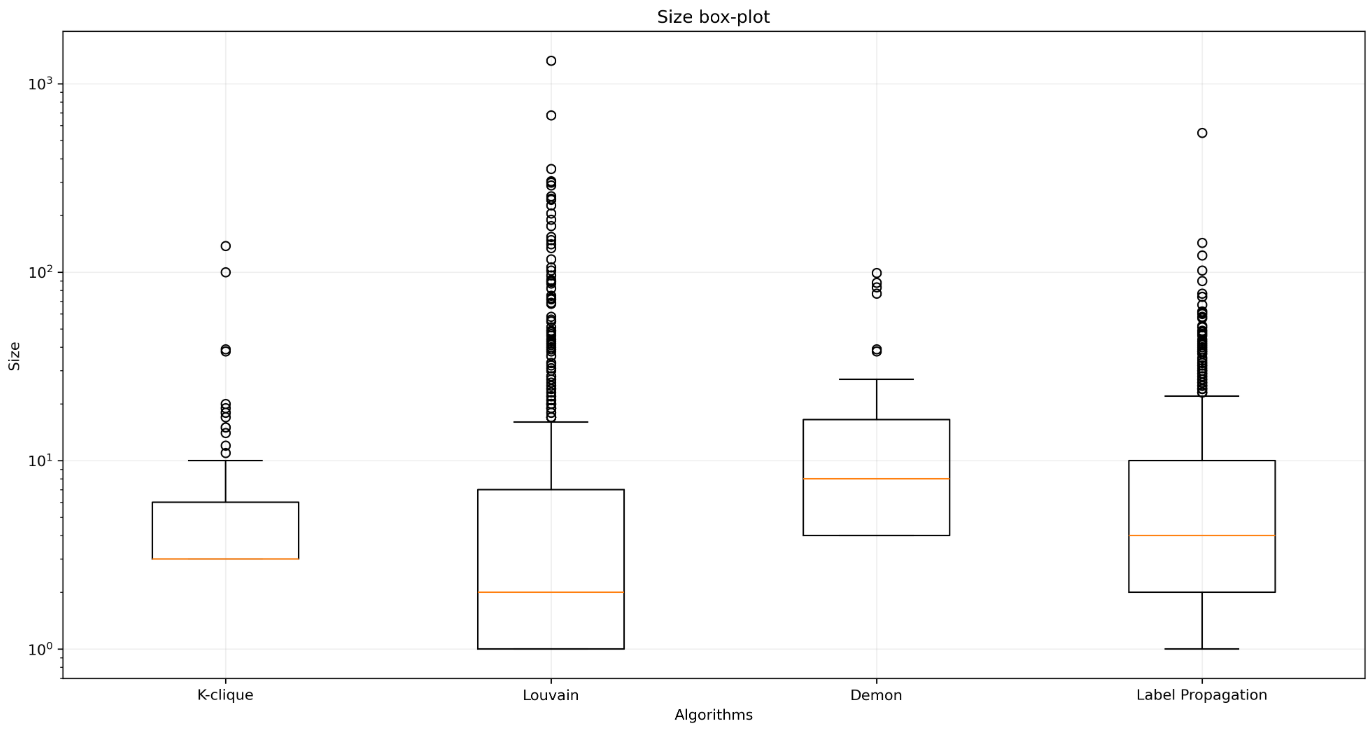 Size box-plot
10³
10²
10¹
10⁰
Size
K-clique
Louvain
Demon
Label Propagation
Algorithms